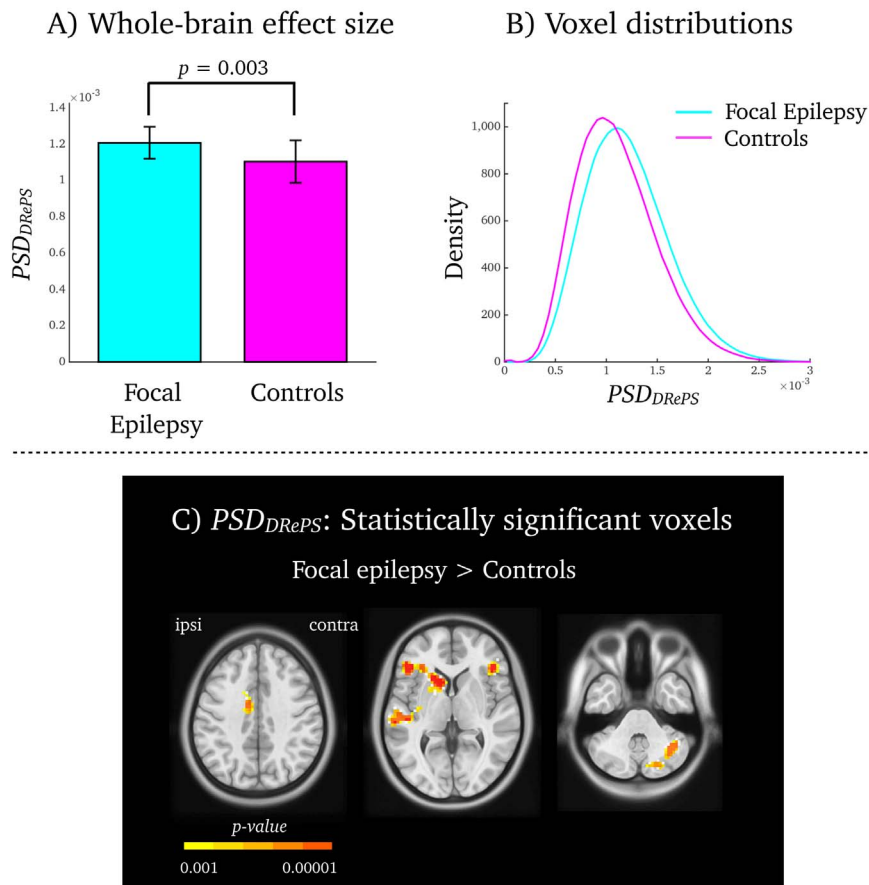 A) Whole-brain effect size
p = 0.003
×10⁻³
1.4
1.2
1
0.8
0.6
0.4
0.2
0
PSD_DRePS
Focal Epilepsy
Controls
B) Voxel distributions
Focal Epilepsy
Controls
1,000
800
600
400
200
0
Density
0 0.5 1 1.5 2 2.5 3
×10⁻³
PSD_DRePS
C) PSD_DRePS: Statistically significant voxels
Focal epilepsy > Controls
ipsi contra
p-value
0.001 0.00001